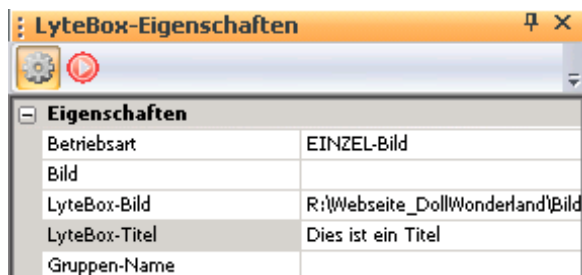 LyteBox-Eigenschaften
Eigenschaften
Betriebsart EINZEL-Bild
Bild
LyteBox-Bild R:\Webseite_DollWonderland\Bild
LyteBox-Titel Dies ist ein Titel
Gruppen-Name